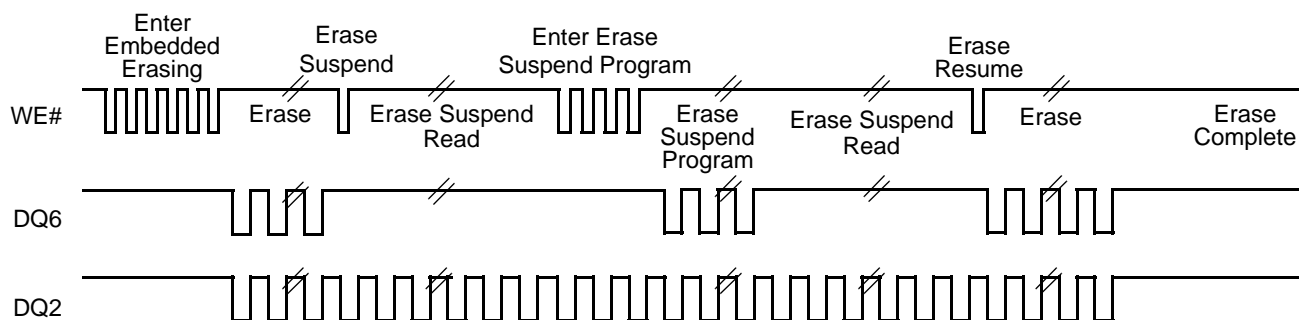 Enter
Embedded
Erasing
Erase
Suspend
Enter Erase
Suspend Program
Erase
Resume
WE#
Erase
Erase Suspend
Read
Erase
Suspend
Program
Erase Suspend
Read
Erase
Erase
Complete
DQ6
DQ2